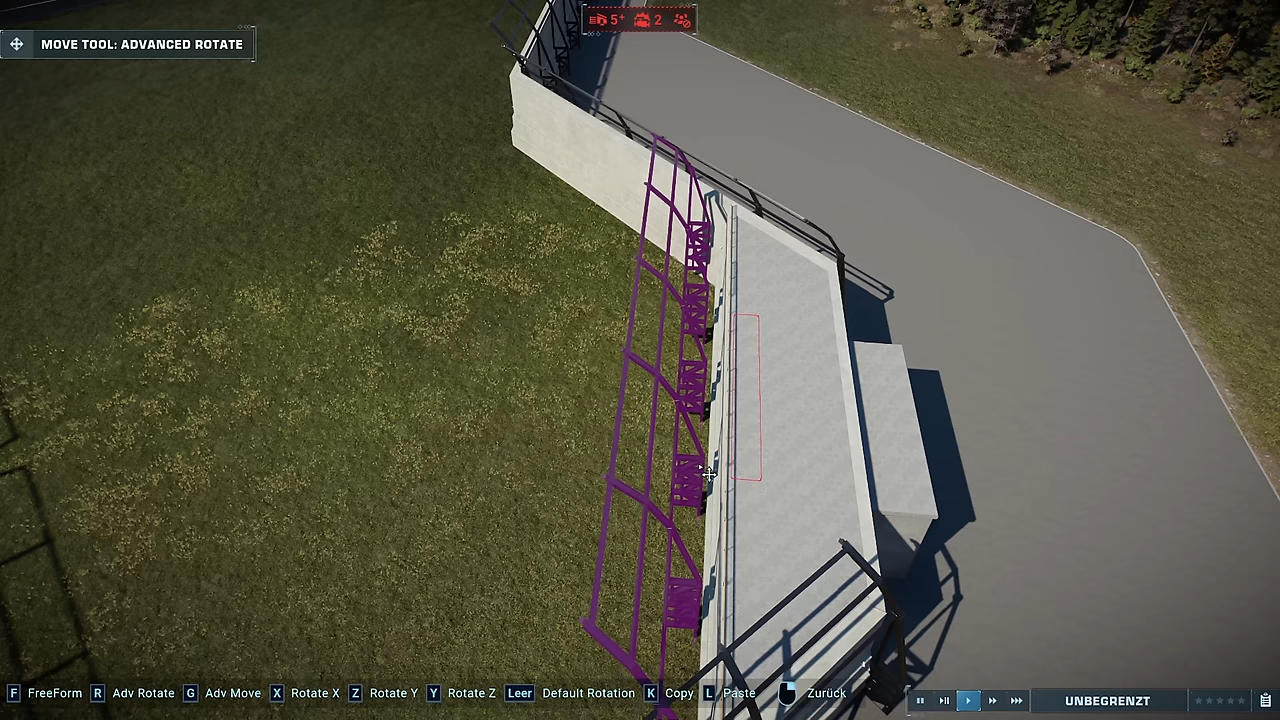 5+ 2
MOVE TOOL: ADVANCED ROTATE
F FreeForm R Adv Rotate G Adv Move X Rotate X Z Rotate Y Y Rotate Z Leer Default Rotation K Copy L Paste Zurück
UNBEGRENZT